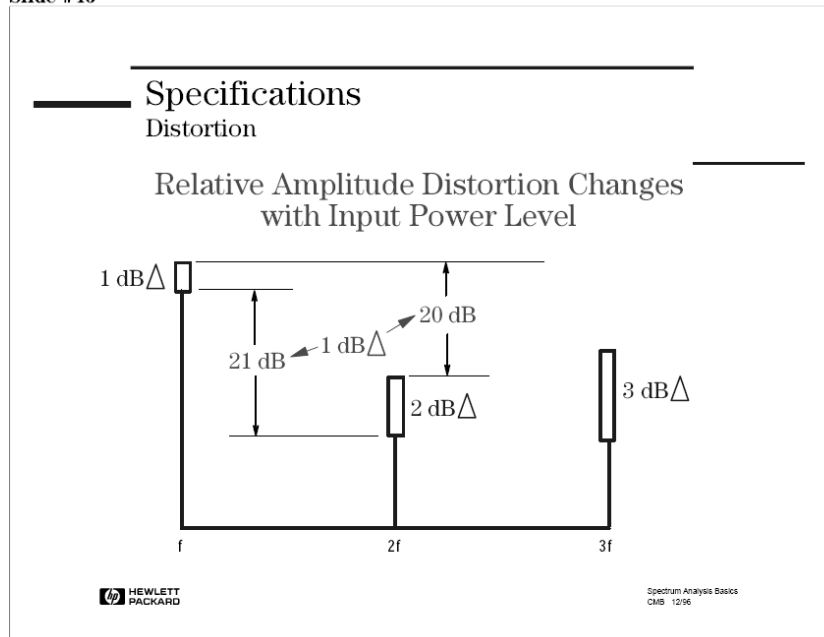 Specifications
Distortion
Relative Amplitude Distortion Changes
with Input Power Level
1 dB△
20 dB
1 dB△
21 dB
2 dB△
3 dB△
f 2f 3f
hp HEWLETT
PACKARD
Spectrum Analysis Basics
CMB 12/96